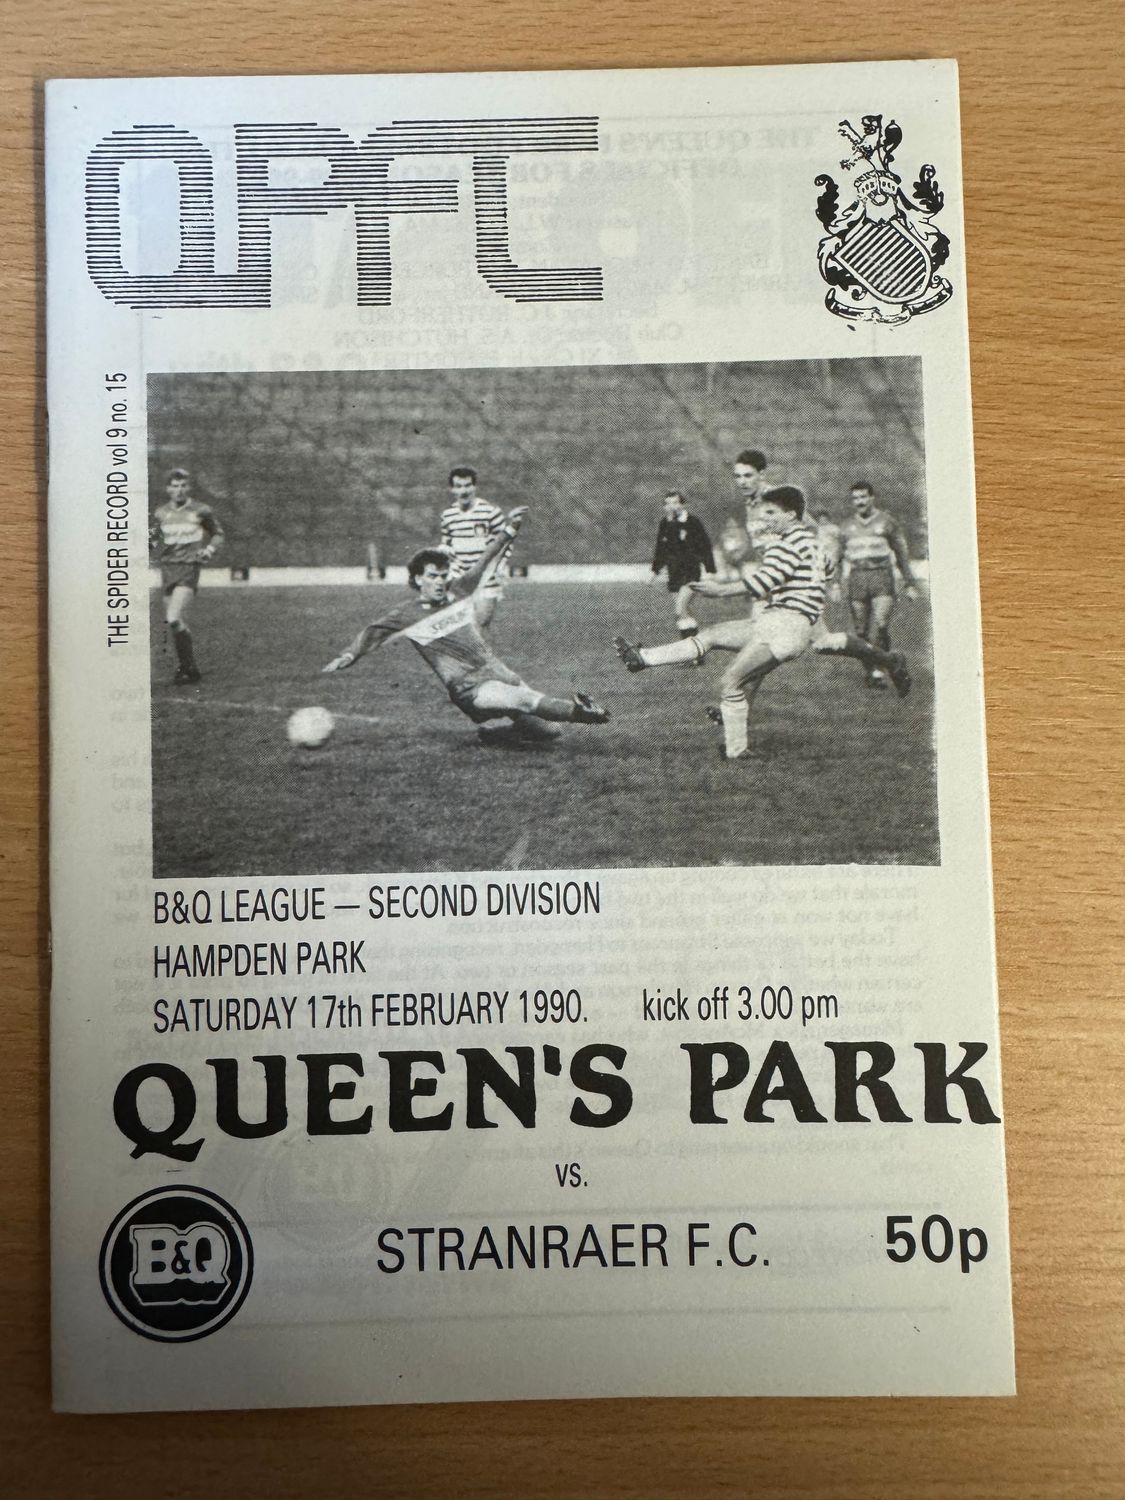 QPFC
THE SPIDER RECORD vol 9 no. 15
B&Q LEAGUE — SECOND DIVISION
HAMPDEN PARK
SATURDAY 17th FEBRUARY 1990. kick off 3.00 pm
QUEEN'S PARK
vs.
STRANRAER F.C. 50p
B&Q